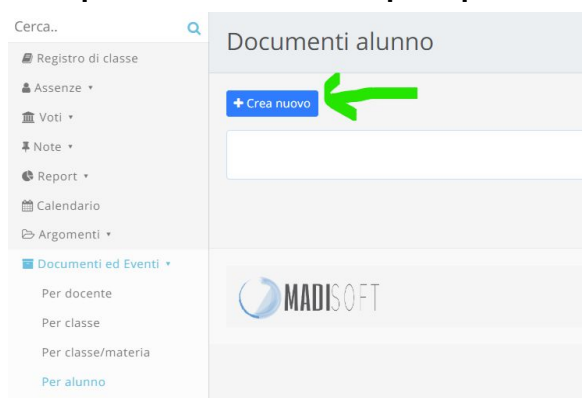 Cerca..
Registro di classe
Assenze
Voti
Note
Report
Calendario
Argomenti
Documenti ed Eventi
Per docente
Per classe
Per classe/materia
Per alunno
Documenti alunno
+ Crea nuovo
MADISOFT